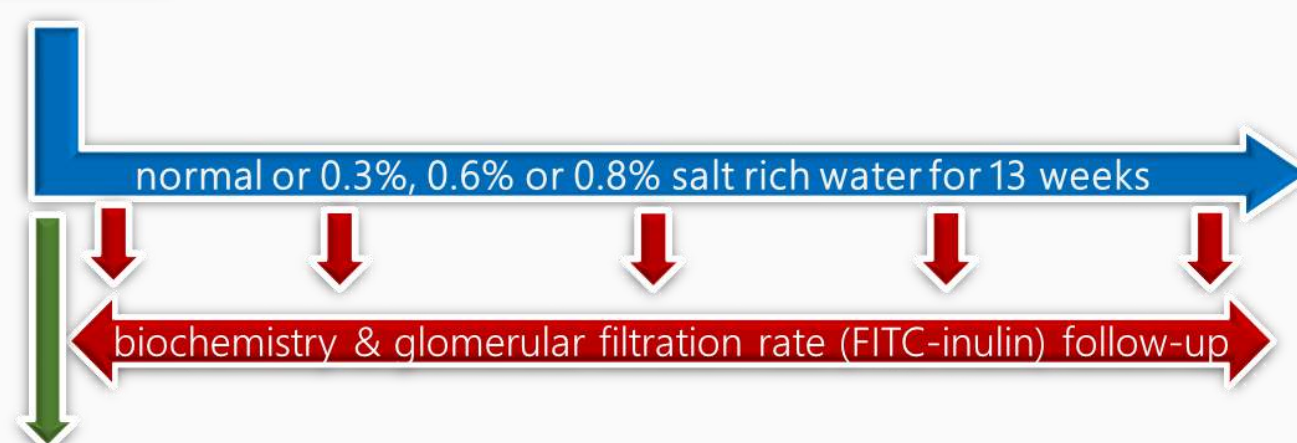 normal or 0.3%, 0.6% or 0.8% salt rich water for 13 weeks
biochemistry & glomerular filtration rate (FITC-inulin) follow-up